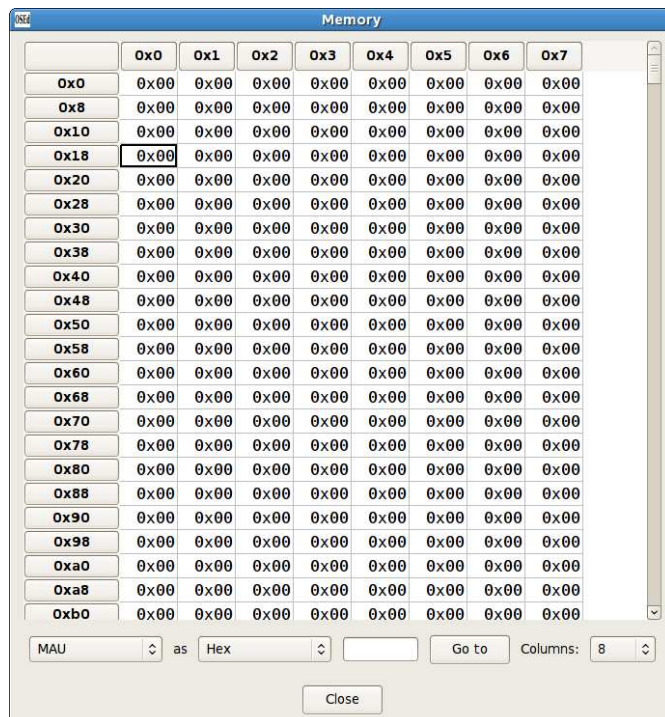 OSEd Memory
0x0 0x1 0x2 0x3 0x4 0x5 0x6 0x7
0x0 0x00 0x00 0x00 0x00 0x00 0x00 0x00 0x00
0x8 0x00 0x00 0x00 0x00 0x00 0x00 0x00 0x00
0x10 0x00 0x00 0x00 0x00 0x00 0x00 0x00 0x00
0x18 0x00 0x00 0x00 0x00 0x00 0x00 0x00 0x00
0x20 0x00 0x00 0x00 0x00 0x00 0x00 0x00 0x00
0x28 0x00 0x00 0x00 0x00 0x00 0x00 0x00 0x00
0x30 0x00 0x00 0x00 0x00 0x00 0x00 0x00 0x00
0x38 0x00 0x00 0x00 0x00 0x00 0x00 0x00 0x00
0x40 0x00 0x00 0x00 0x00 0x00 0x00 0x00 0x00
0x48 0x00 0x00 0x00 0x00 0x00 0x00 0x00 0x00
0x50 0x00 0x00 0x00 0x00 0x00 0x00 0x00 0x00
0x58 0x00 0x00 0x00 0x00 0x00 0x00 0x00 0x00
0x60 0x00 0x00 0x00 0x00 0x00 0x00 0x00 0x00
0x68 0x00 0x00 0x00 0x00 0x00 0x00 0x00 0x00
0x70 0x00 0x00 0x00 0x00 0x00 0x00 0x00 0x00
0x78 0x00 0x00 0x00 0x00 0x00 0x00 0x00 0x00
0x80 0x00 0x00 0x00 0x00 0x00 0x00 0x00 0x00
0x88 0x00 0x00 0x00 0x00 0x00 0x00 0x00 0x00
0x90 0x00 0x00 0x00 0x00 0x00 0x00 0x00 0x00
0x98 0x00 0x00 0x00 0x00 0x00 0x00 0x00 0x00
0xa0 0x00 0x00 0x00 0x00 0x00 0x00 0x00 0x00
0xa8 0x00 0x00 0x00 0x00 0x00 0x00 0x00 0x00
0xb0 0x00 0x00 0x00 0x00 0x00 0x00 0x00 0x00
MAU as Hex Go to Columns: 8
Close